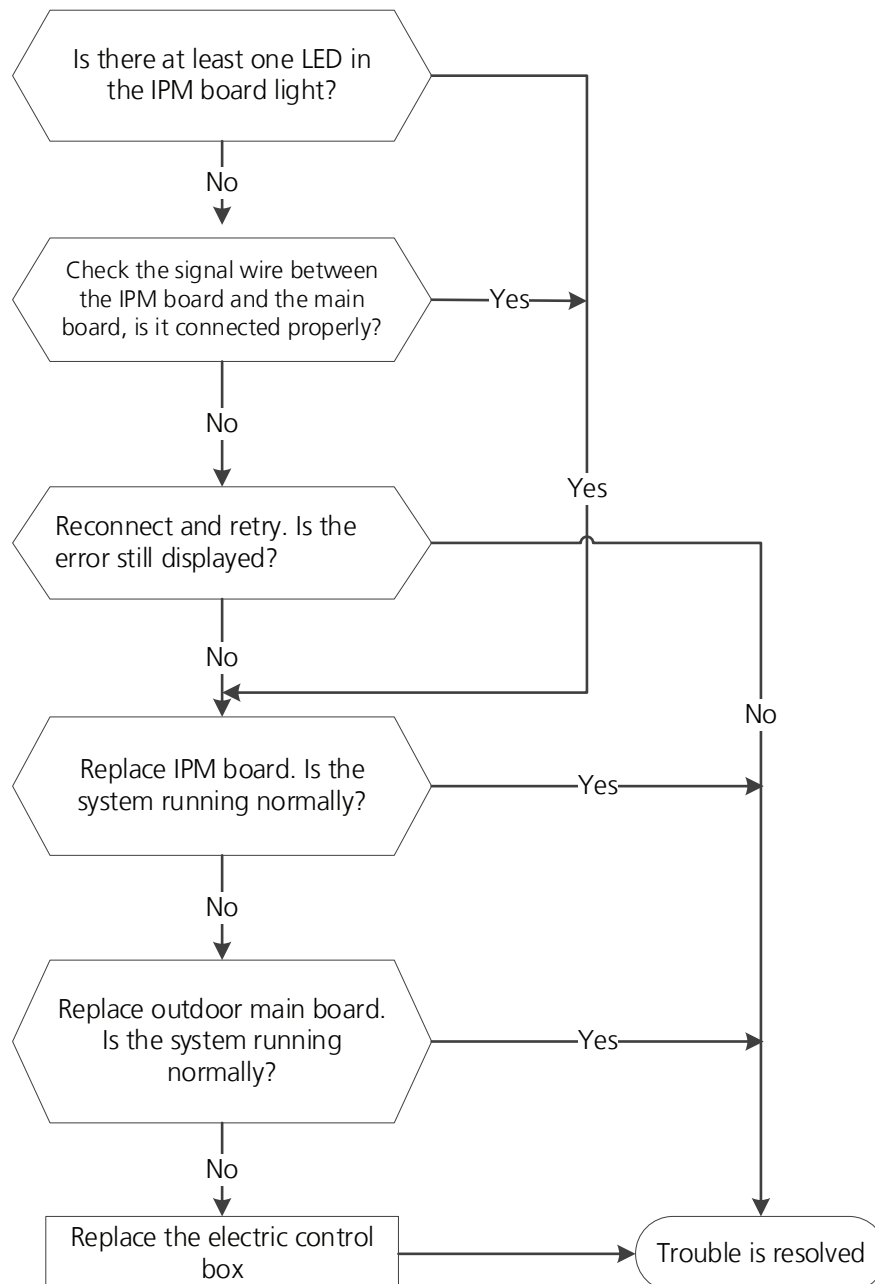 Is there at least one LED in
the IPM board light?
No
Check the signal wire between
the IPM board and the main
board, is it connected properly?
Yes
No
Yes
Reconnect and retry. Is the
error still displayed?
No
No
Replace IPM board. Is the
system running normally?
Yes
No
Replace outdoor main board.
Is the system running
normally?
Yes
No
Replace the electric control
box
Trouble is resolved